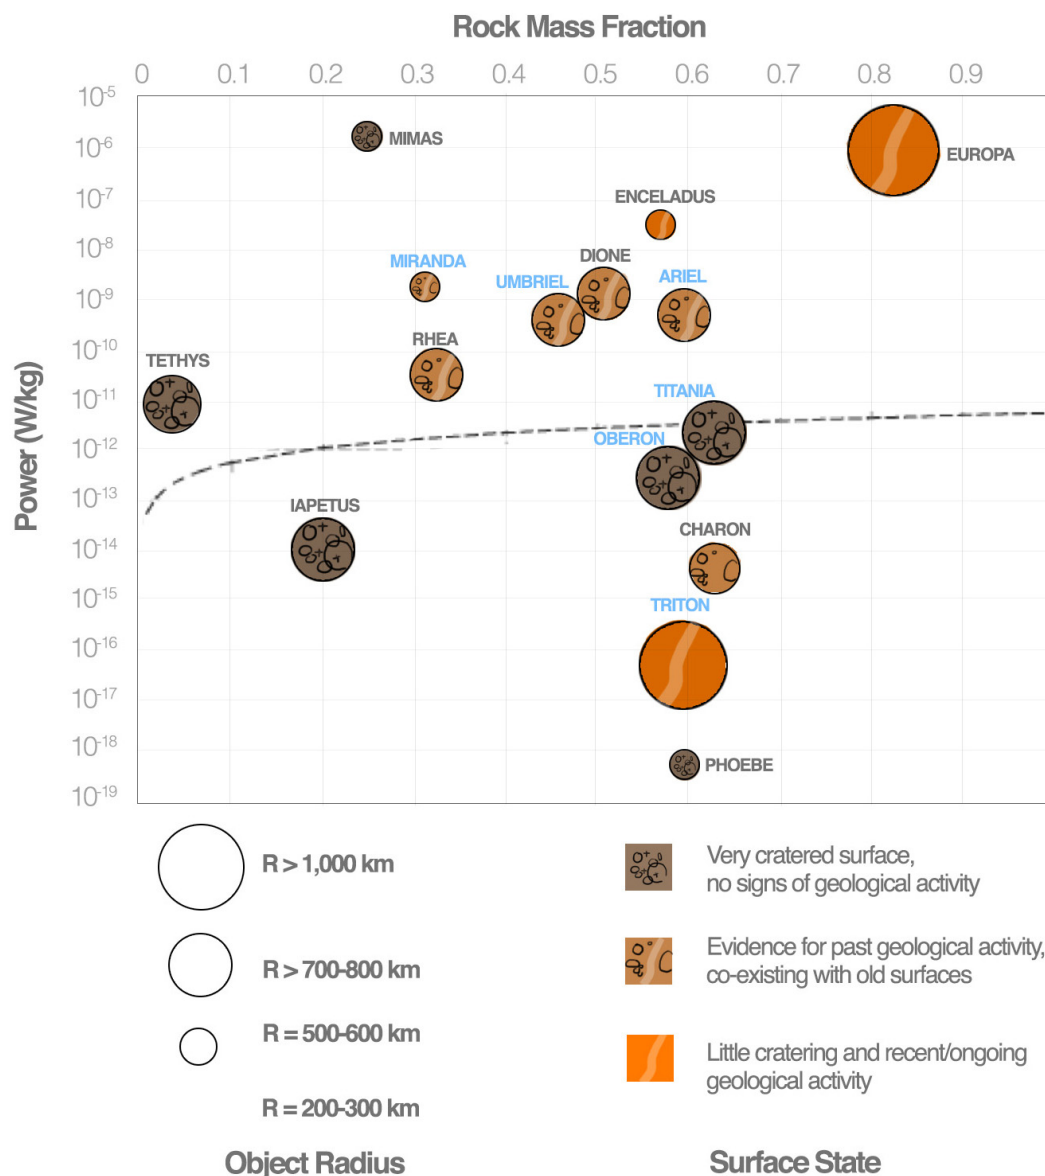 Rock Mass Fraction
0 0.1 0.2 0.3 0.4 0.5 0.6 0.7 0.8 0.9
Power (W/kg)
10⁻⁵
10⁻⁶
10⁻⁷
10⁻⁸
10⁻⁹
10⁻¹⁰
10⁻¹¹
10⁻¹²
10⁻¹³
10⁻¹⁴
10⁻¹⁵
10⁻¹⁶
10⁻¹⁷
10⁻¹⁸
10⁻¹⁹
MIMAS
EUROPA
ENCELADUS
MIRANDA
DIONE
UMBRIEL
ARIEL
RHEA
TETHYS
TITANIA
OBERON
IAPETUS
CHARON
TRITON
PHOEBE
R > 1,000 km
R > 700-800 km
R = 500-600 km
R = 200-300 km
Object Radius
Very cratered surface,
no signs of geological activity
Evidence for past geological activity,
co-existing with old surfaces
Little cratering and recent/ongoing
geological activity
Surface State